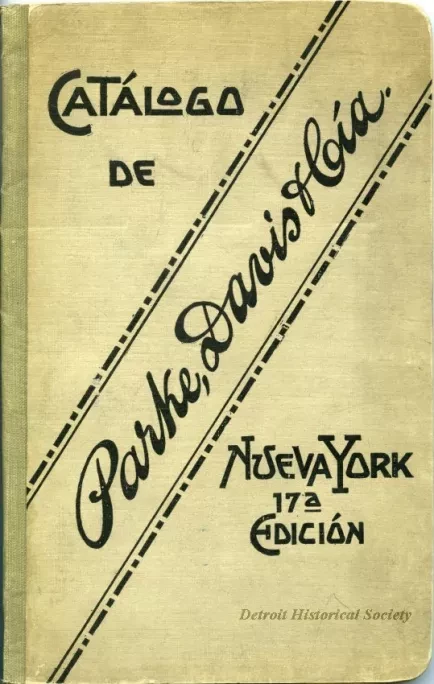 CATÁLOGO
DE
Parke, Davis & Cía.
NUEVA YORK
17ª
EDICIÓN
Detroit Historical Society